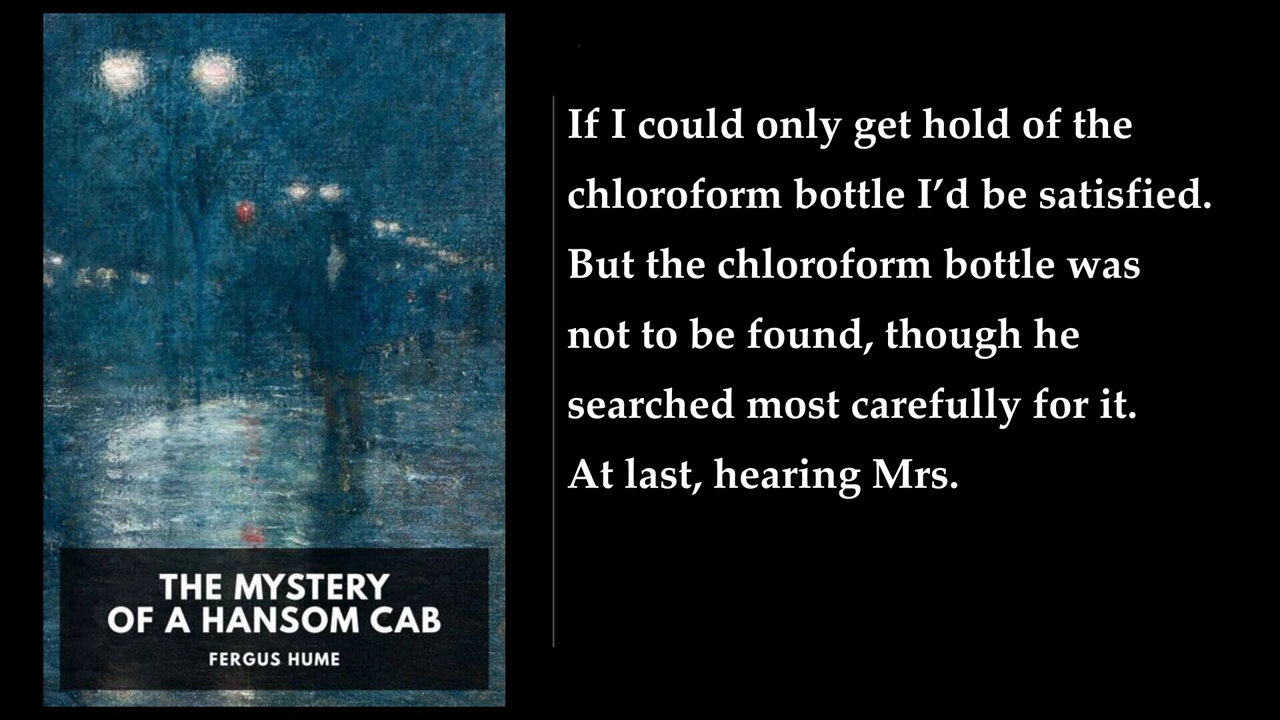 If I could only get hold of the
chloroform bottle I’d be satisfied.
But the chloroform bottle was
not to be found, though he
searched most carefully for it.
At last, hearing Mrs.
THE MYSTERY
OF A HANSOM CAB
FERGUS HUME